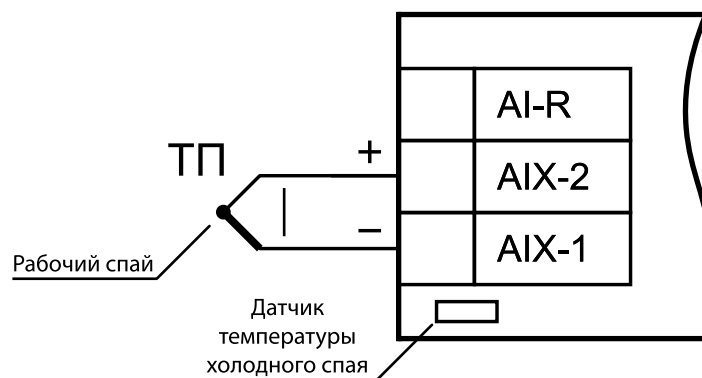 AI-R
ТП
+
AIX-2
–
AIX-1
Рабочий спай
Датчик
температуры
холодного спая